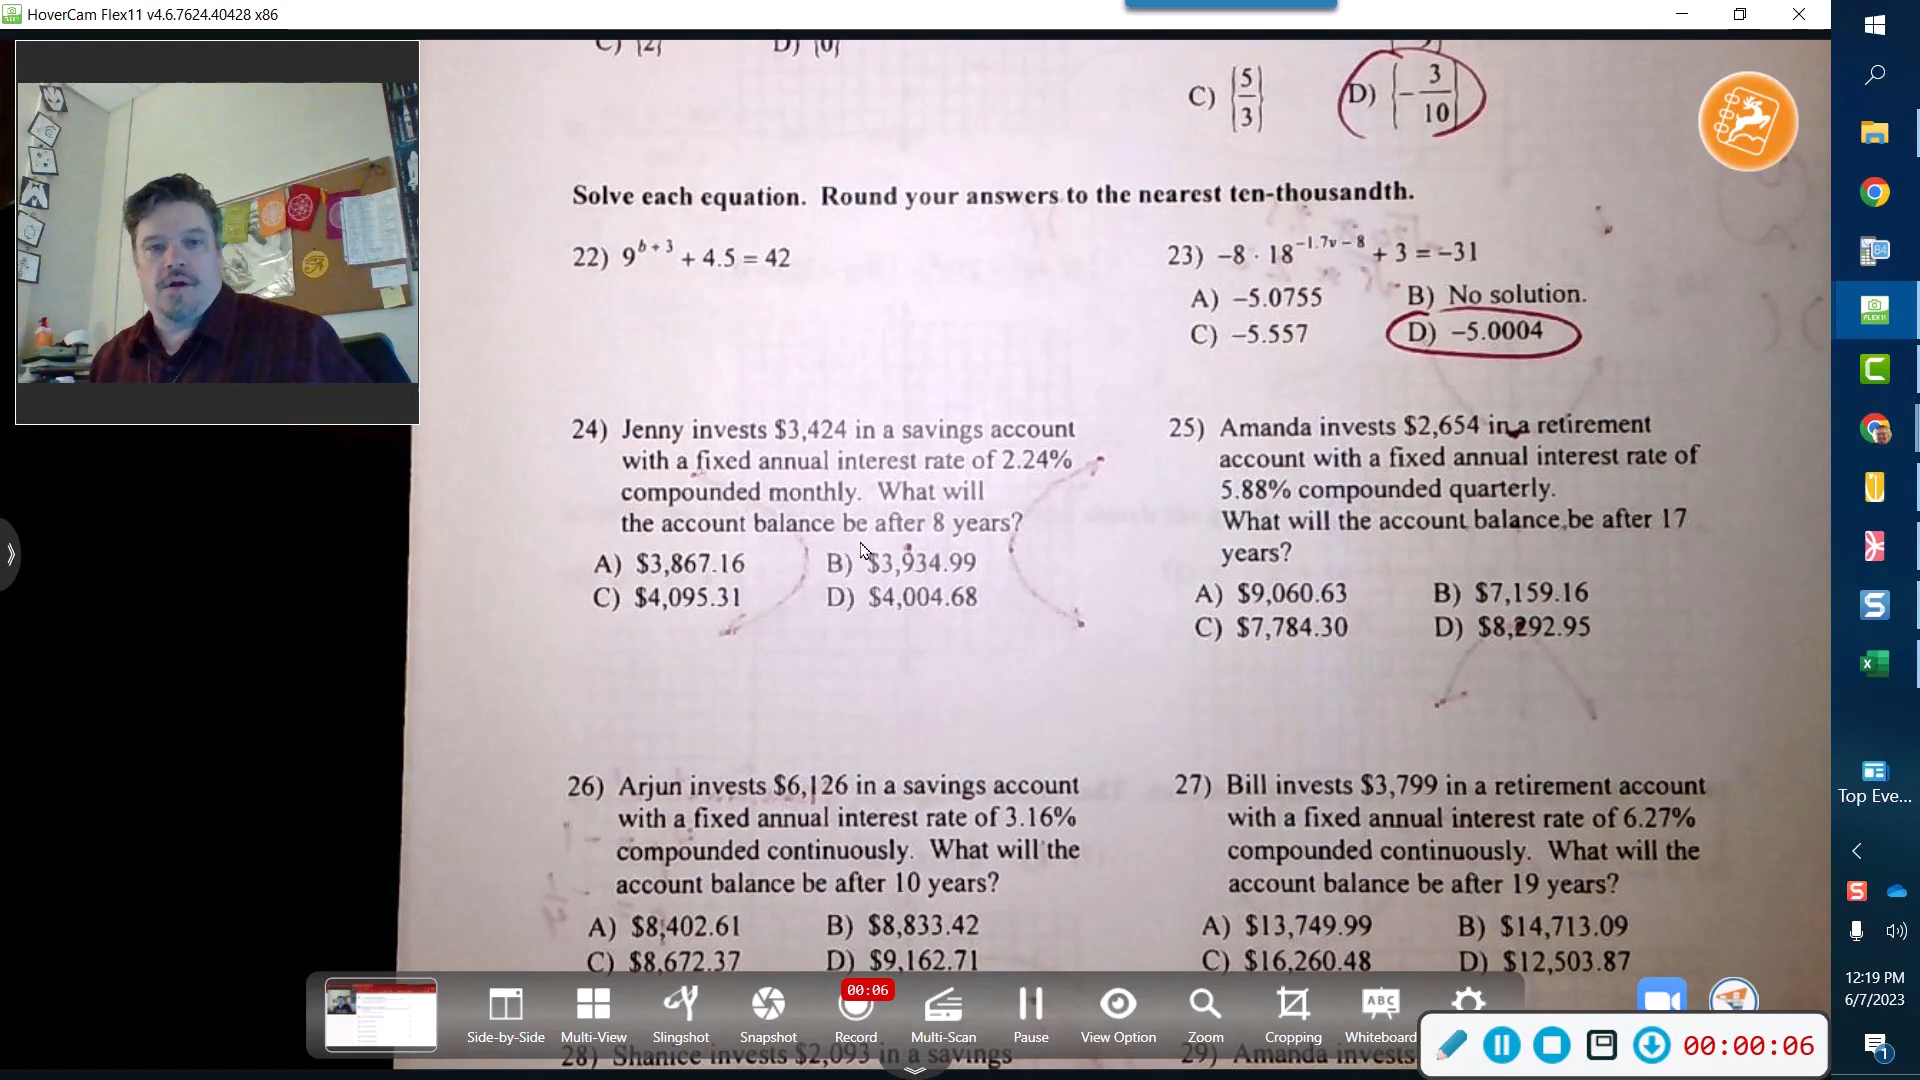 HoverCam Flex11 v4.6.7624.40428 x86
C) {2} D) {0}
C) {5/3} D) {-3/10}
Solve each equation. Round your answers to the nearest ten-thousandth.
22) 9^(b + 3) + 4.5 = 42
23) −8 · 18^(−1.7v − 8) + 3 = −31
A) −5.0755 B) No solution.
C) −5.557 D) −5.0004
24) Jenny invests $3,424 in a savings account
with a fixed annual interest rate of 2.24%
compounded monthly. What will
the account balance be after 8 years?
A) $3,867.16 B) $3,934.99
C) $4,095.31 D) $4,004.68
25) Amanda invests $2,654 in a retirement
account with a fixed annual interest rate of
5.88% compounded quarterly.
What will the account balance be after 17
years?
A) $9,060.63 B) $7,159.16
C) $7,784.30 D) $8,292.95
26) Arjun invests $6,126 in a savings account
with a fixed annual interest rate of 3.16%
compounded continuously. What will the
account balance be after 10 years?
A) $8,402.61 B) $8,833.42
C) $8,672.37 D) $9,162.71
27) Bill invests $3,799 in a retirement account
with a fixed annual interest rate of 6.27%
compounded continuously. What will the
account balance be after 19 years?
A) $13,749.99 B) $14,713.09
C) $16,260.48 D) $12,503.87
28) Shanice invests $2,093 in a savings
29) Amanda invests
00:06
Side-by-Side Multi-View Slingshot Snapshot Record Multi-Scan Pause View Option Zoom Cropping Whiteboard
ABC
00:00:06
84
FLEX11
Top Eve...
12:19 PM
6/7/2023
1